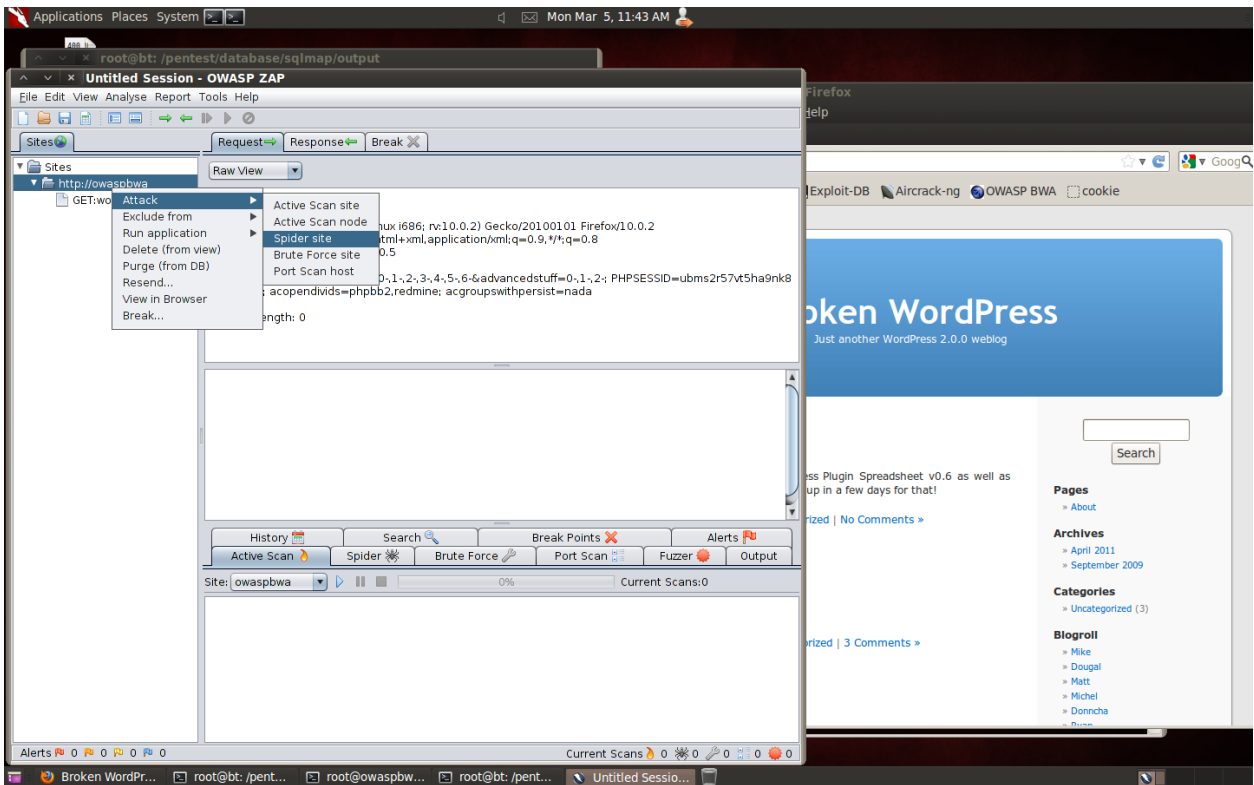 Applications Places System
Mon Mar 5, 11:43 AM
root@bt: /pentest/database/sqlmap/output
Untitled Session - OWASP ZAP
File Edit View Analyse Report Tools Help
Sites
Request
Response
Break
Sites
http://owaspbwa
GET:wo
Raw View
Attack
Exclude from
Run application
Delete (from view)
Purge (from DB)
Resend...
View in Browser
Break...
Active Scan site
Active Scan node
Spider site
Brute Force site
Port Scan host
nux i686; rv:10.0.2) Gecko/20100101 Firefox/10.0.2
tml+xml,application/xml;q=0.9,*/*;q=0.8
0.5
0-,1-,2-,3-,4-,5-,6-&advancedstuff=0-,1-,2-; PHPSESSID=ubms2r57vt5ha9nk8
; acopendivids=phpbb2,redmine; acgroupswithpersist=nada
ength: 0
History
Search
Break Points
Alerts
Active Scan
Spider
Brute Force
Port Scan
Fuzzer
Output
Site: owaspbwa
0%
Current Scans:0
Alerts 0 0 0 0
Current Scans 0 0 0 0 0
Firefox
Help
Goog
Exploit-DB
Aircrack-ng
OWASP BWA
cookie
oken WordPress
Just another WordPress 2.0.0 weblog
ess Plugin Spreadsheet v0.6 as well as
up in a few days for that!
rized | No Comments »
rized | 3 Comments »
Search
Pages
» About
Archives
» April 2011
» September 2009
Categories
» Uncategorized (3)
Blogroll
» Mike
» Dougal
» Matt
» Michel
» Donncha
Broken WordPr...
root@bt: /pent...
root@owaspbw...
root@bt: /pent...
Untitled Sessio...